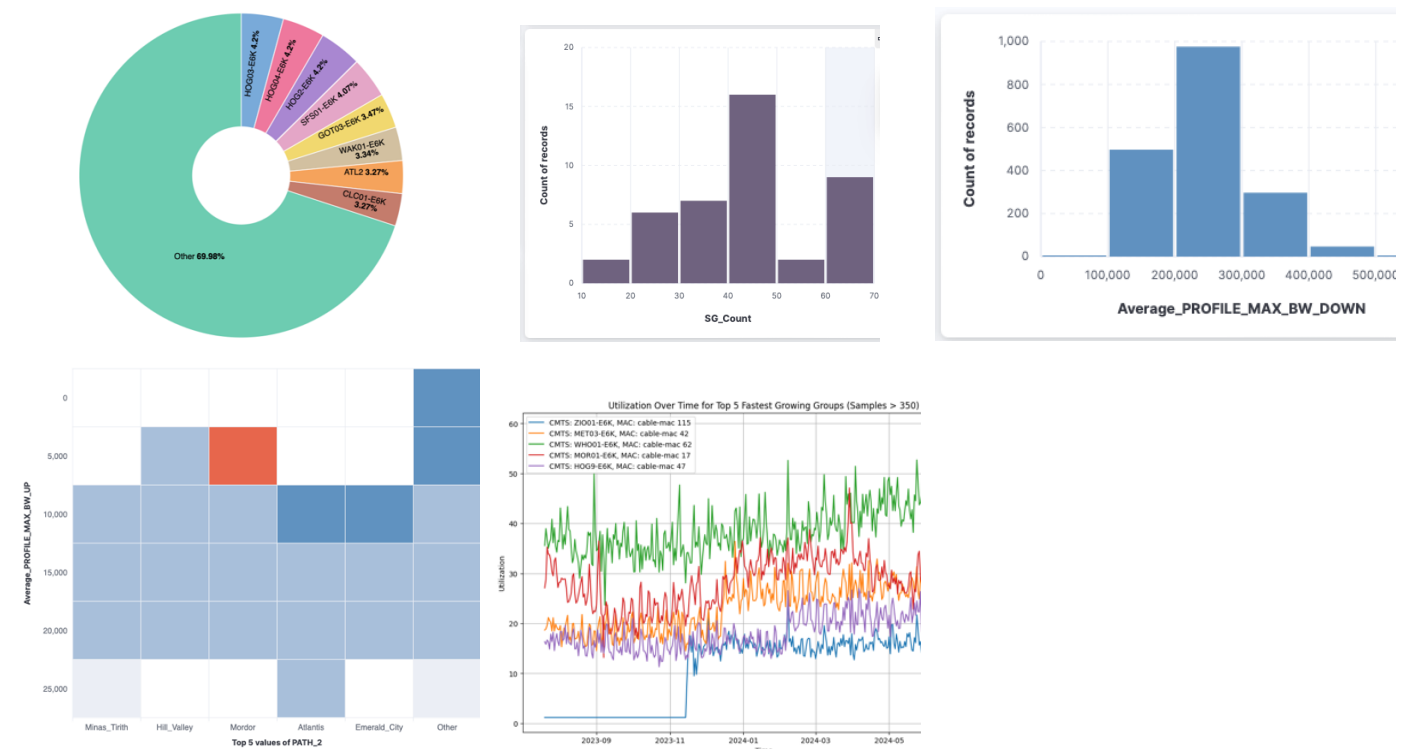 HOG03-E6K 4.2%
HOG04-E6K 4.2%
HOG2-E6K 4.2%
SFS01-E6K 4.07%
GOT03-E6K 3.47%
WAK01-E6K
3.34%
ATL2 3.27%
CLC01-E6K
3.27%
Other 69.98%
Count of records
20
15
10
5
0
10 20 30 40 50 60 70
SG_Count
Count of records
1,000
800
600
400
200
0
0 100,000 200,000 300,000 400,000 500,000
Average_PROFILE_MAX_BW_DOWN
Average_PROFILE_MAX_BW_UP
0
5,000
10,000
15,000
20,000
25,000
Minas_Tirith Hill_Valley Mordor Atlantis Emerald_City Other
Top 5 values of PATH_2
Utilization Over Time for Top 5 Fastest Growing Groups (Samples > 350)
CMTS: ZIO01-E6K, MAC: cable-mac 115
CMTS: MET03-E6K, MAC: cable-mac 42
CMTS: WHO01-E6K, MAC: cable-mac 62
CMTS: MOR01-E6K, MAC: cable-mac 17
CMTS: HOG9-E6K, MAC: cable-mac 47
Utilization
60
50
40
30
20
10
0
2023-09 2023-11 2024-01 2024-03 2024-05